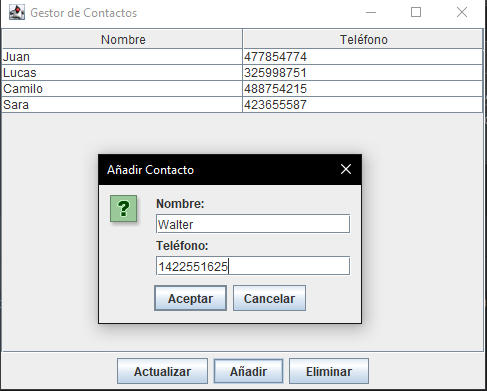 Gestor de Contactos
Nombre Teléfono
Juan 477854774
Lucas 325998751
Camilo 488754215
Sara 423655587
Añadir Contacto
?
Nombre:
Walter
Teléfono:
1422551625
Aceptar Cancelar
Actualizar Añadir Eliminar